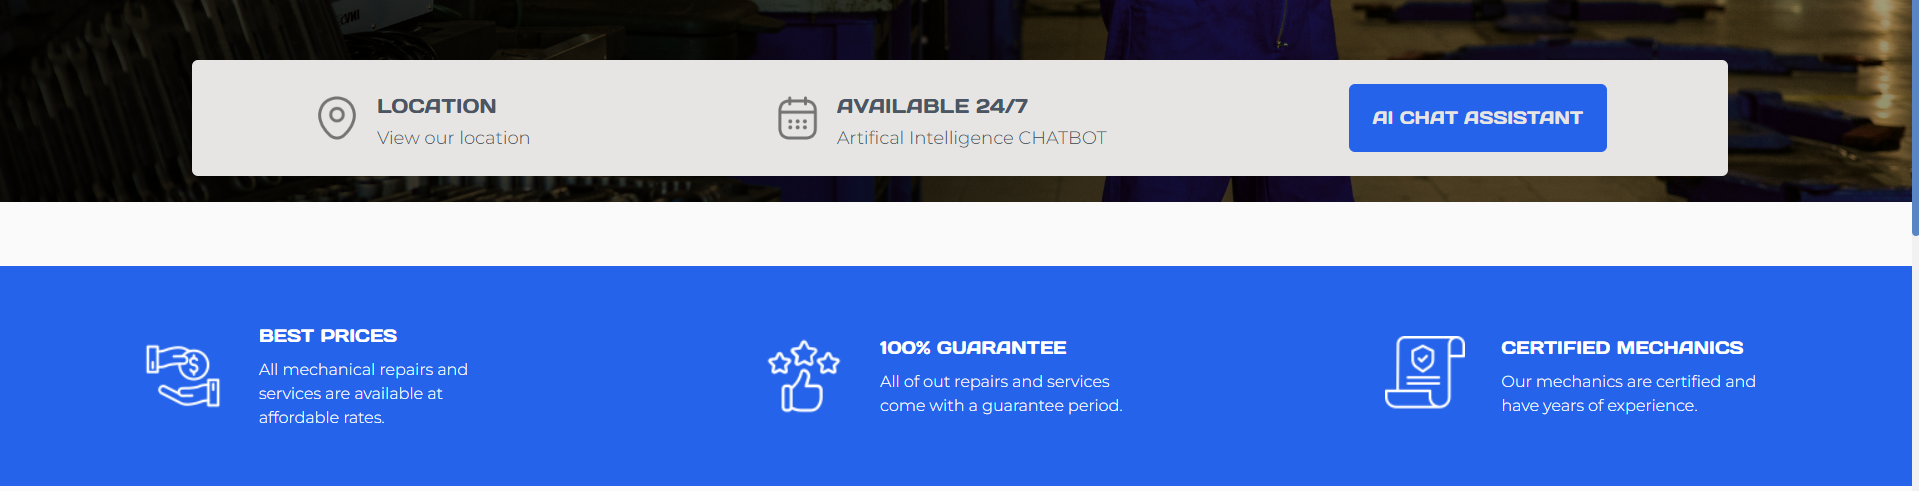 LOCATION
View our location
AVAILABLE 24/7
Artifical Intelligence CHATBOT
AI CHAT ASSISTANT
BEST PRICES
All mechanical repairs and
services are available at
affordable rates.
100% GUARANTEE
All of out repairs and services
come with a guarantee period.
CERTIFIED MECHANICS
Our mechanics are certified and
have years of experience.